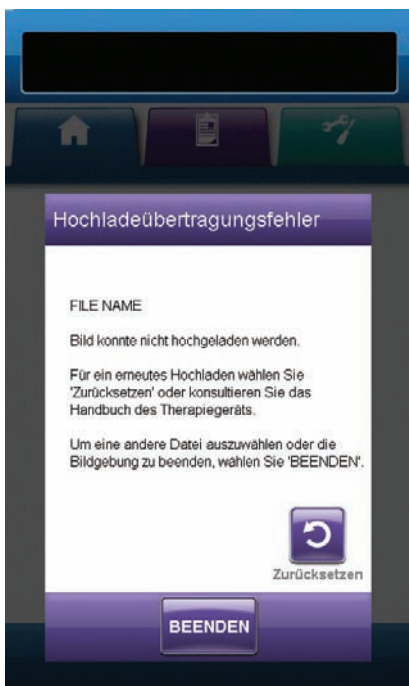 Hochladeübertragungsfehler
FILE NAME
Bild konnte nicht hochgeladen werden.
Für ein erneutes Hochladen wählen Sie
'Zurücksetzen' oder konsultieren Sie das
Handbuch des Therapiegeräts.
Um eine andere Datei auszuwählen oder die
Bildgebung zu beenden, wählen Sie 'BEENDEN'.
Zurücksetzen
BEENDEN